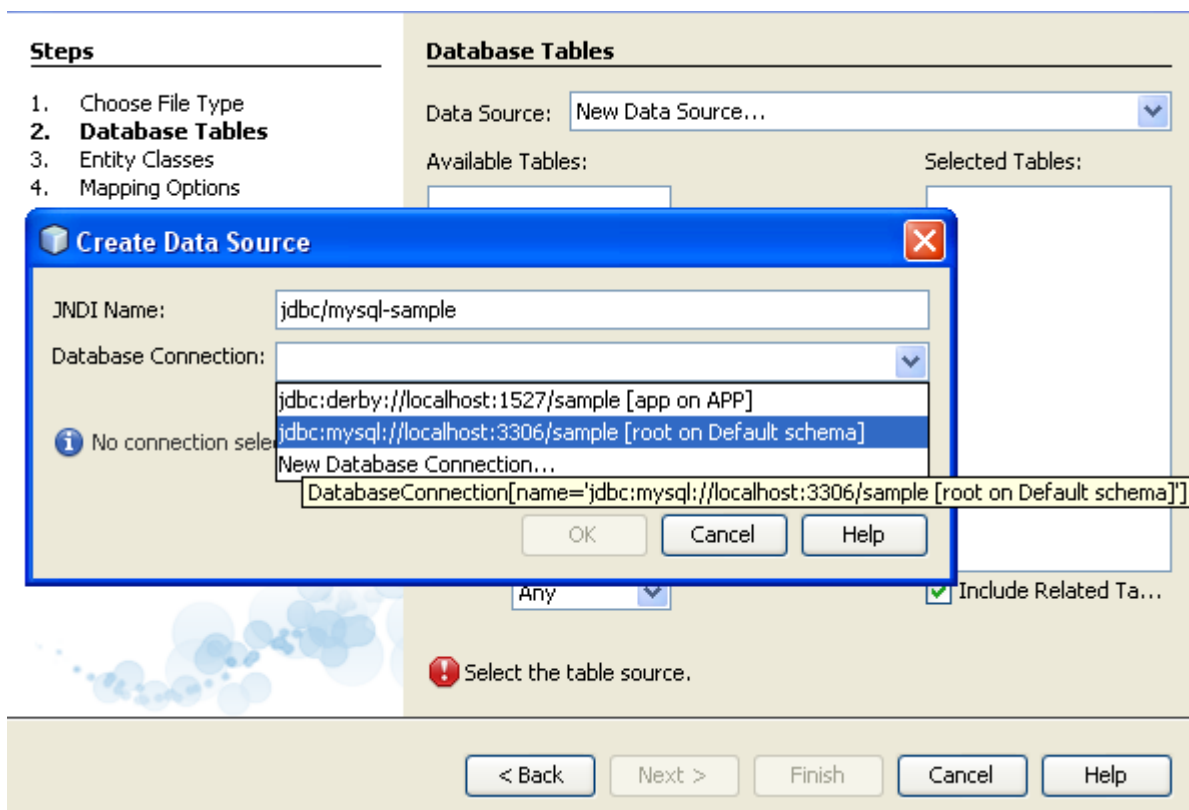 Steps
1. Choose File Type
2. Database Tables
3. Entity Classes
4. Mapping Options
Database Tables
Data Source: New Data Source...
Available Tables:
Selected Tables:
Create Data Source
JNDI Name: jdbc/mysql-sample
Database Connection:
jdbc:derby://localhost:1527/sample [app on APP]
jdbc:mysql://localhost:3306/sample [root on Default schema]
New Database Connection...
No connection sele
DatabaseConnection[name='jdbc:mysql://localhost:3306/sample [root on Default schema]']
OK Cancel Help
Any
Include Related Ta...
Select the table source.
< Back Next > Finish Cancel Help